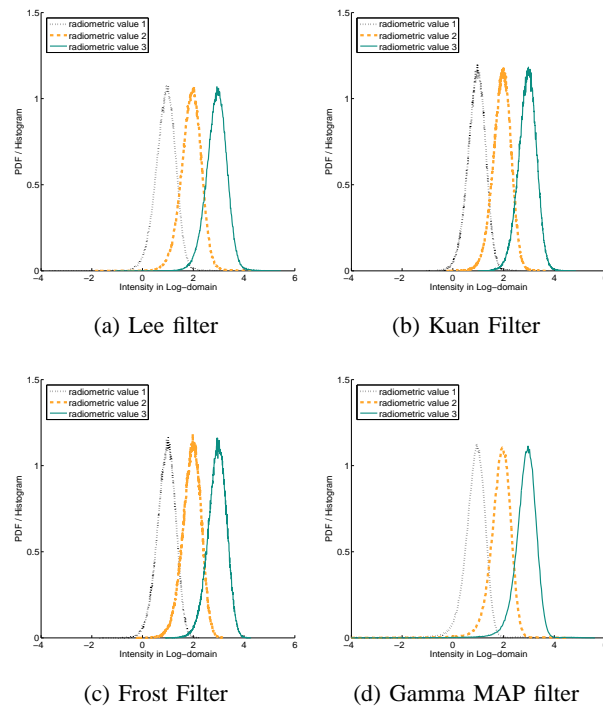 1.5
radiometric value 1
radiometric value 2
radiometric value 3
1
PDF / Histogram
0.5
0
−4 −2 0 2 4 6
Intensity in Log−domain
(a) Lee filter
1.5
radiometric value 1
radiometric value 2
radiometric value 3
1
PDF / Histogram
0.5
0
−4 −2 0 2 4 6
Intensity in Log−domain
(b) Kuan Filter
1.5
radiometric value 1
radiometric value 2
radiometric value 3
1
PDF / Histogram
0.5
0
−4 −2 0 2 4 6
Intensity in Log−domain
(c) Frost Filter
1.5
radiometric value 1
radiometric value 2
radiometric value 3
1
PDF / Histogram
0.5
0
−4 −2 0 2 4 6
Intensity in Log−domain
(d) Gamma MAP filter